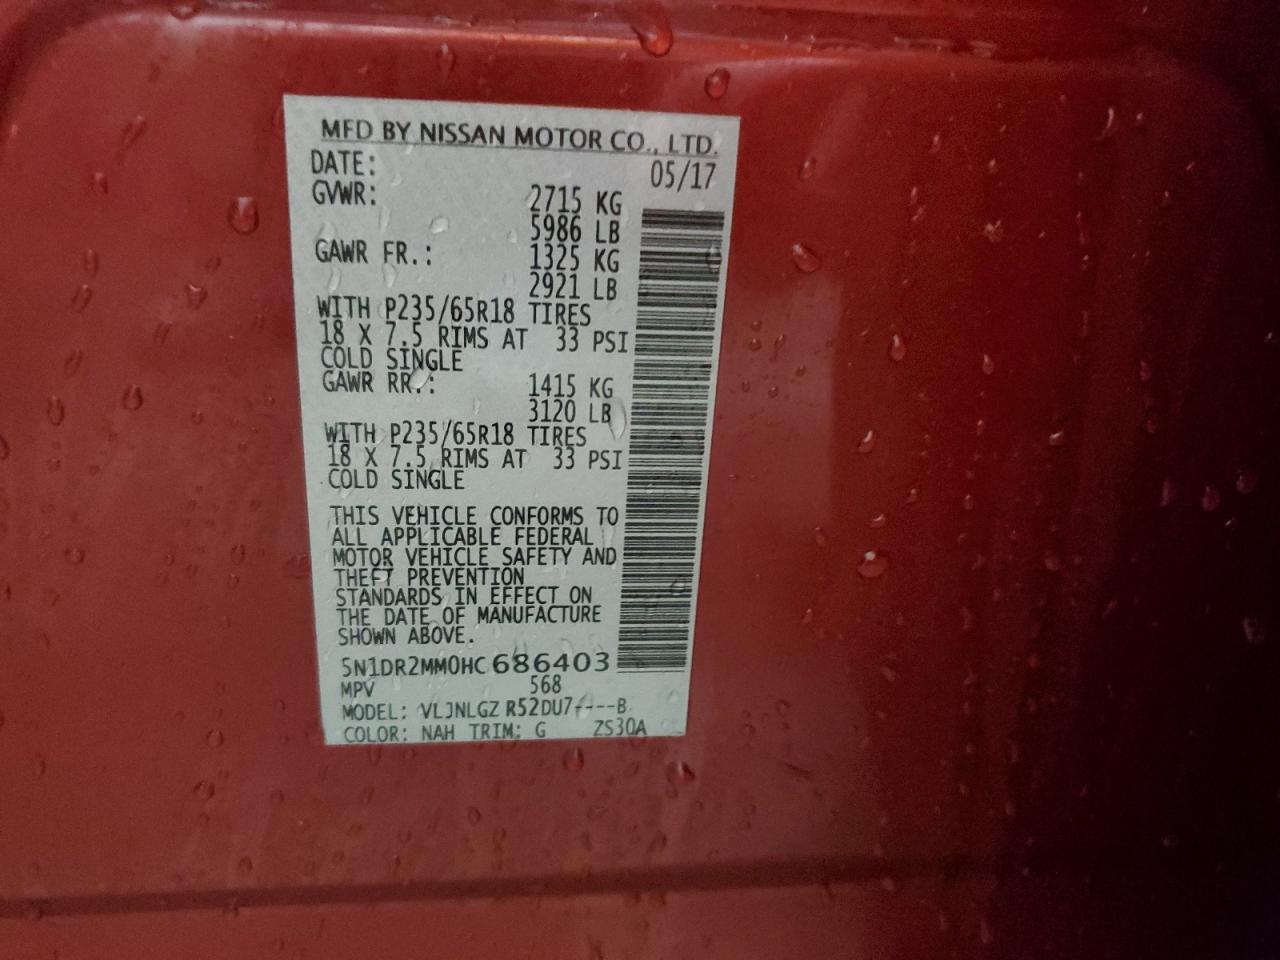 MFD BY NISSAN MOTOR CO., LTD.
DATE: 05/17
GVWR: 2715 KG
5986 LB
GAWR FR.: 1325 KG
2921 LB
WITH P235/65R18 TIRES
18 X 7.5 RIMS AT 33 PSI
COLD SINGLE
GAWR RR.: 1415 KG
3120 LB
WITH P235/65R18 TIRES
18 X 7.5 RIMS AT 33 PSI
COLD SINGLE
THIS VEHICLE CONFORMS TO
ALL APPLICABLE FEDERAL
MOTOR VEHICLE SAFETY AND
THEFT PREVENTION
STANDARDS IN EFFECT ON
THE DATE OF MANUFACTURE
SHOWN ABOVE.
5N1DR2MM0HC 686403
MPV 568
MODEL: VLJNLGZ R52DU7----B
COLOR: NAH TRIM: G ZS30A